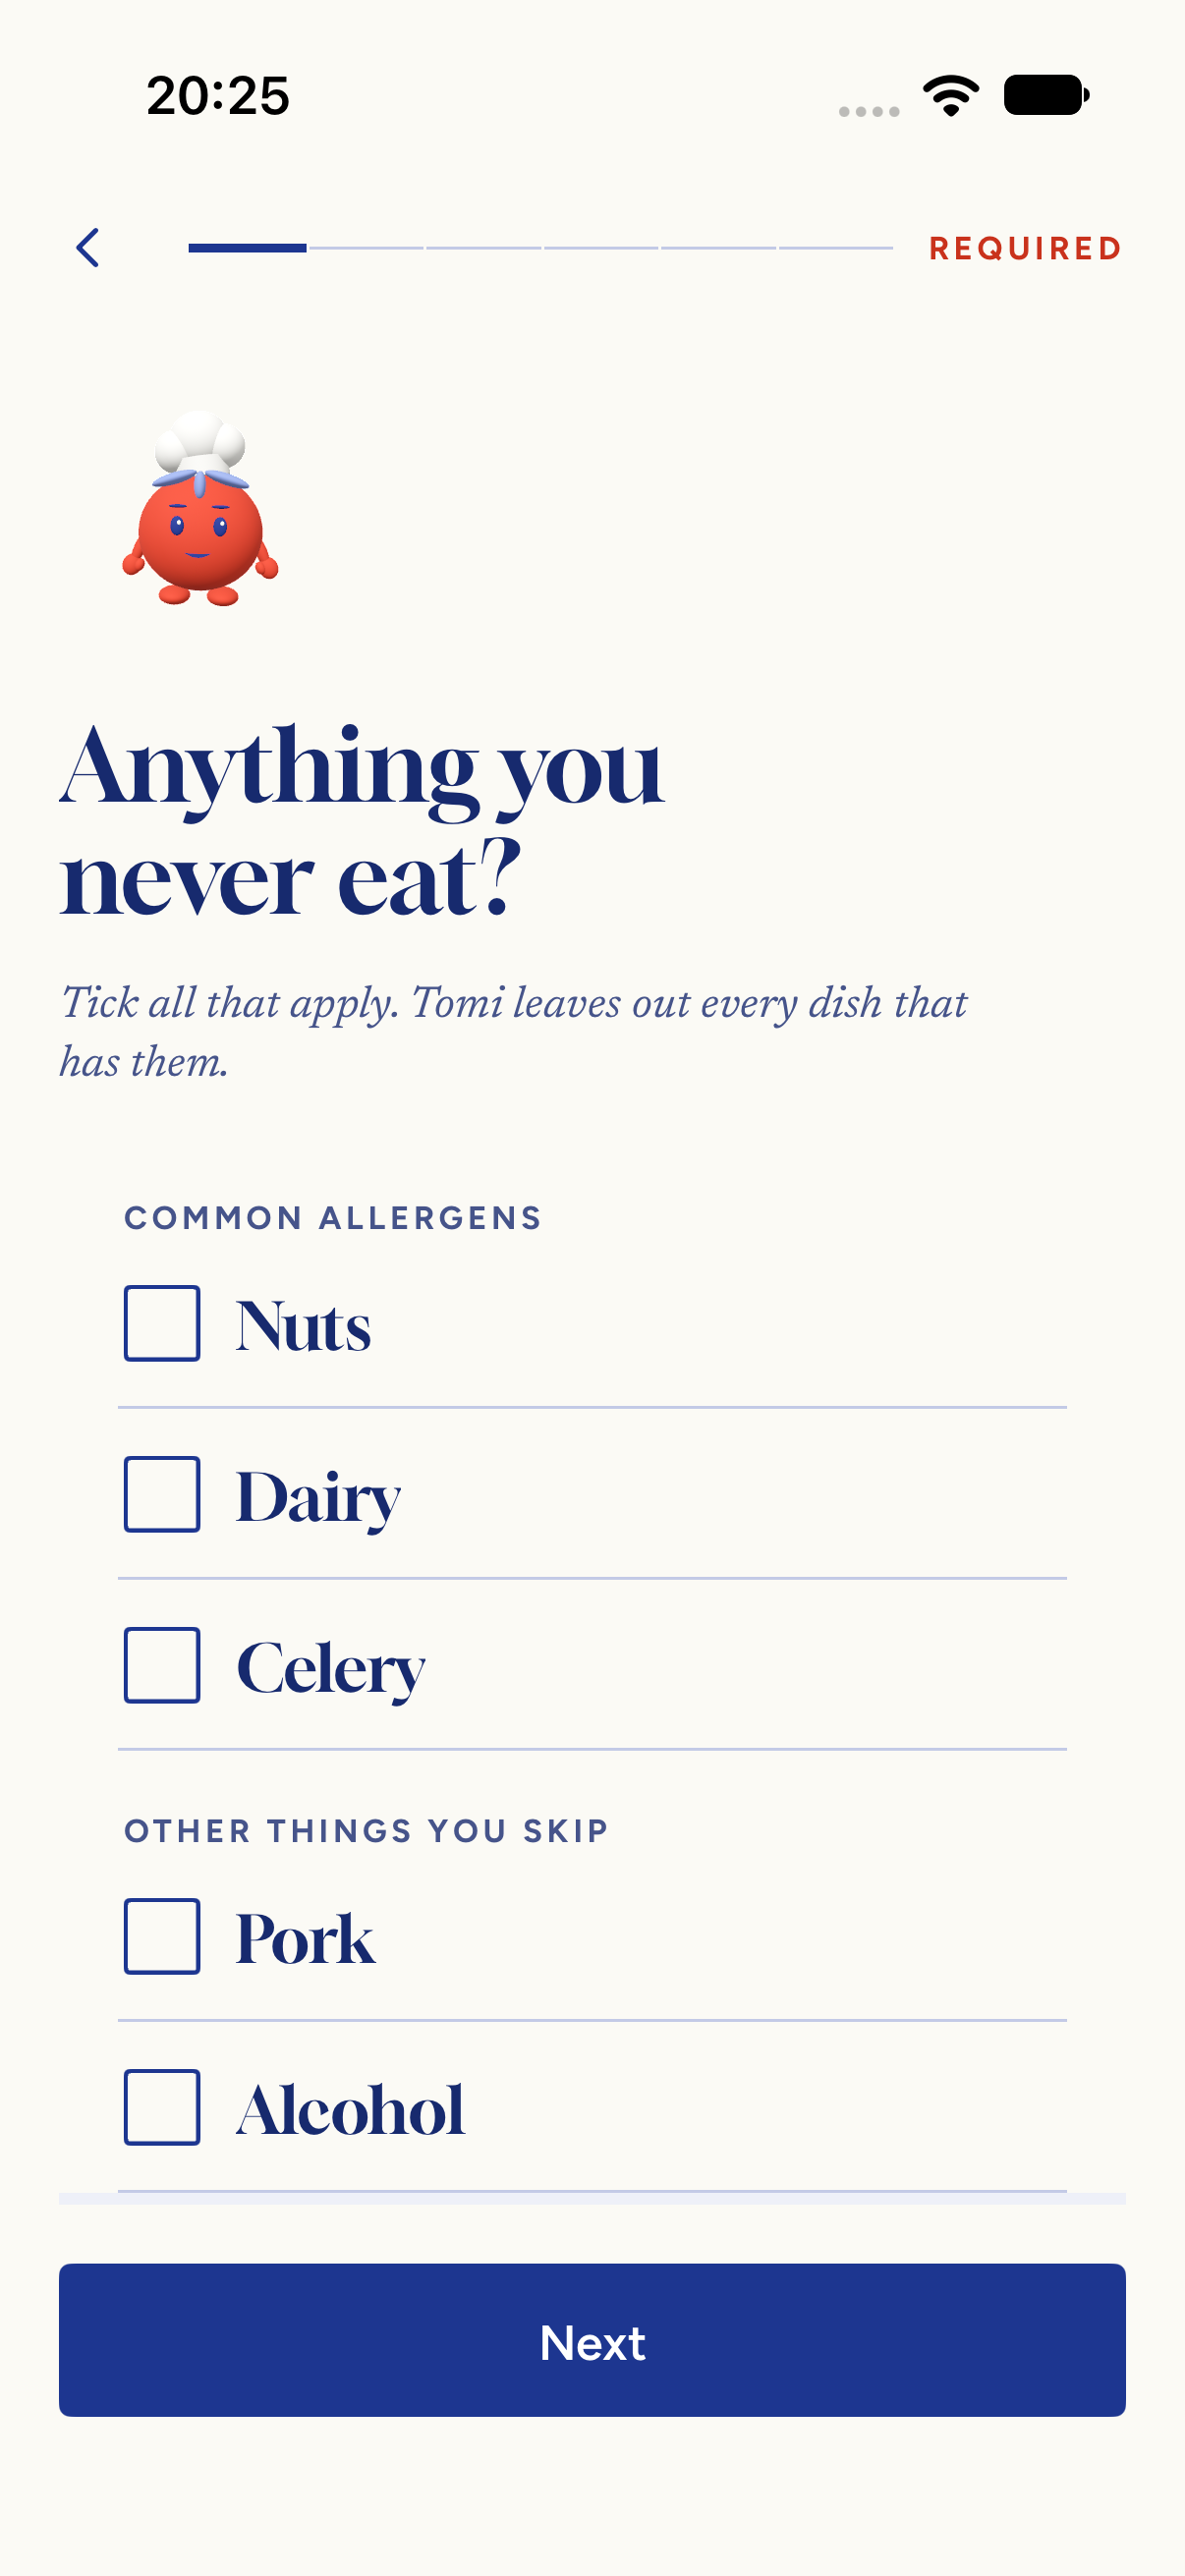 20:25
REQUIRED
Anything you
never eat?
Tick all that apply. Tomi leaves out every dish that
has them.
COMMON ALLERGENS
Nuts
Dairy
Celery
OTHER THINGS YOU SKIP
Pork
Alcohol
Next